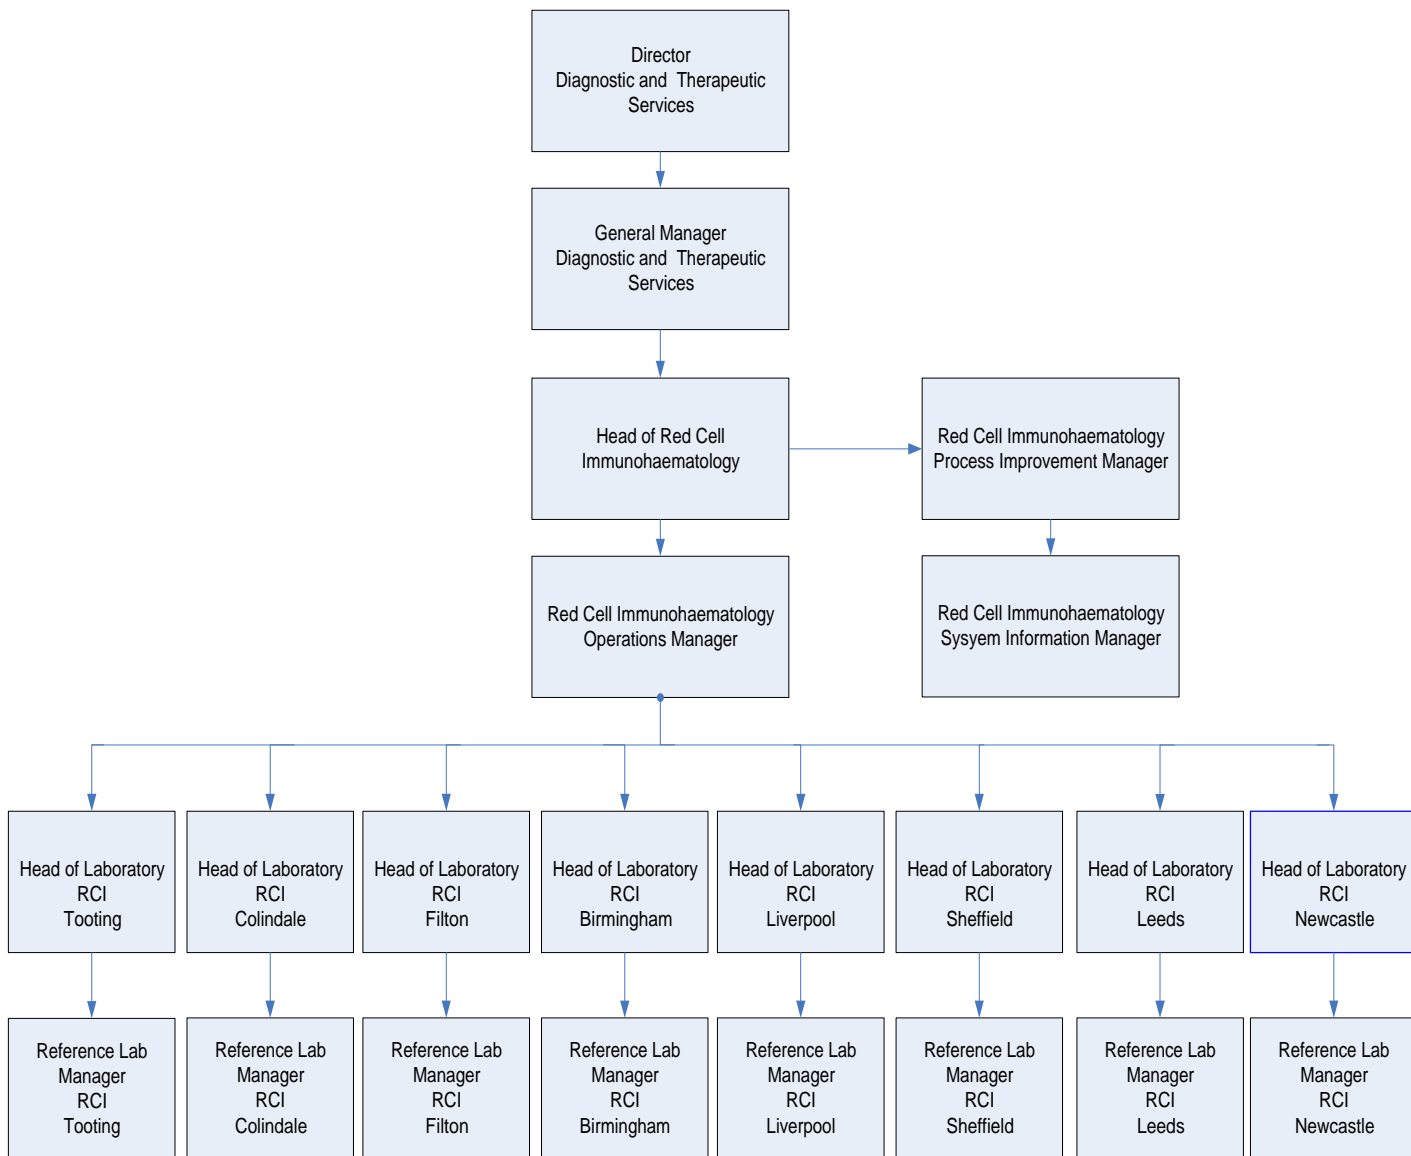 Director
Diagnostic and  Therapeutic
Services
General Manager
Diagnostic and  Therapeutic
Services
Head of Red Cell
Immunohaematology
Red Cell Immunohaematology
Process Improvement Manager
Red Cell Immunohaematology
Operations Manager
Red Cell Immunohaematology
Sysyem Information Manager
Head of Laboratory
RCI
Tooting
Head of Laboratory
RCI
Colindale
Head of Laboratory
RCI
Filton
Head of Laboratory
RCI
Birmingham
Head of Laboratory
RCI
Liverpool
Head of Laboratory
RCI
Sheffield
Head of Laboratory
RCI
Leeds
Head of Laboratory
RCI
Newcastle
Reference Lab
Manager
RCI
Tooting
Reference Lab
Manager
RCI
Colindale
Reference Lab
Manager
RCI
Filton
Reference Lab
Manager
RCI
Birmingham
Reference Lab
Manager
RCI
Liverpool
Reference Lab
Manager
RCI
Sheffield
Reference Lab
Manager
RCI
Leeds
Reference Lab
Manager
RCI
Newcastle